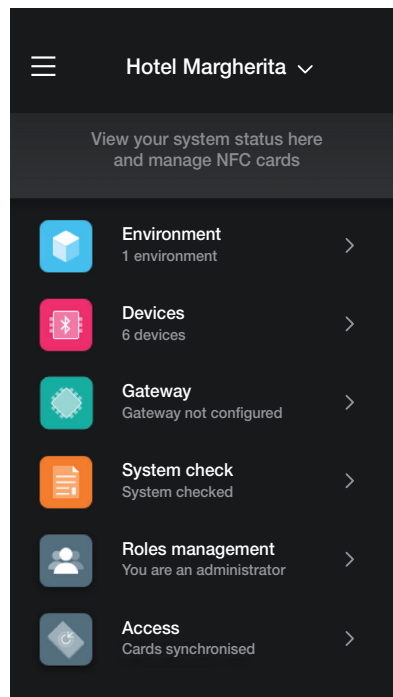 Hotel Margherita
View your system status here
and manage NFC cards
Environment
1 environment
Devices
6 devices
Gateway
Gateway not configured
System check
System checked
Roles management
You are an administrator
Access
Cards synchronised